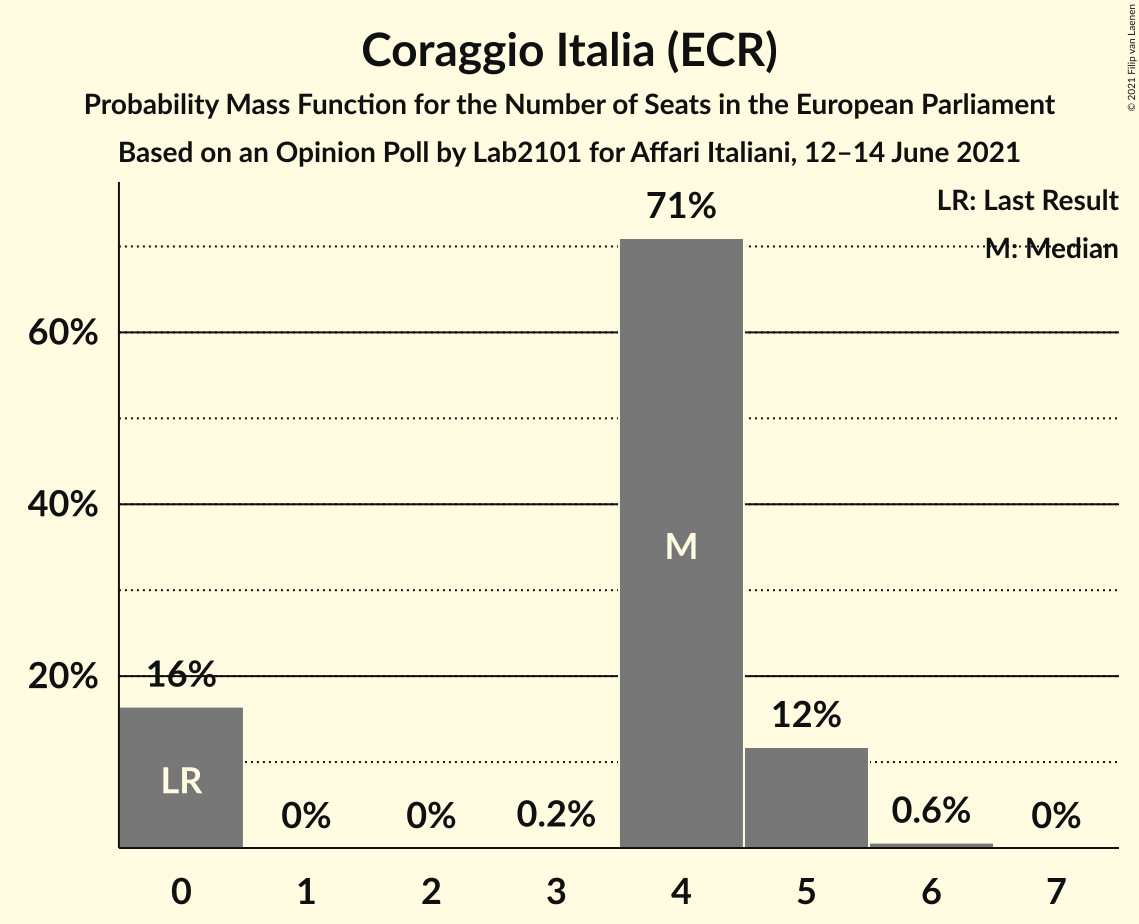 Coraggio Italia (ECR)
Probability Mass Function for the Number of Seats in the European Parliament
Based on an Opinion Poll by Lab2101 for Affari Italiani, 12–14 June 2021
© 2021 Filip van Laenen
LR: Last Result
M: Median
71%
60%
40%
M
20%
16%
12%
LR
0%
0%
0.2%
0.6%
0%
0 1 2 3 4 5 6 7